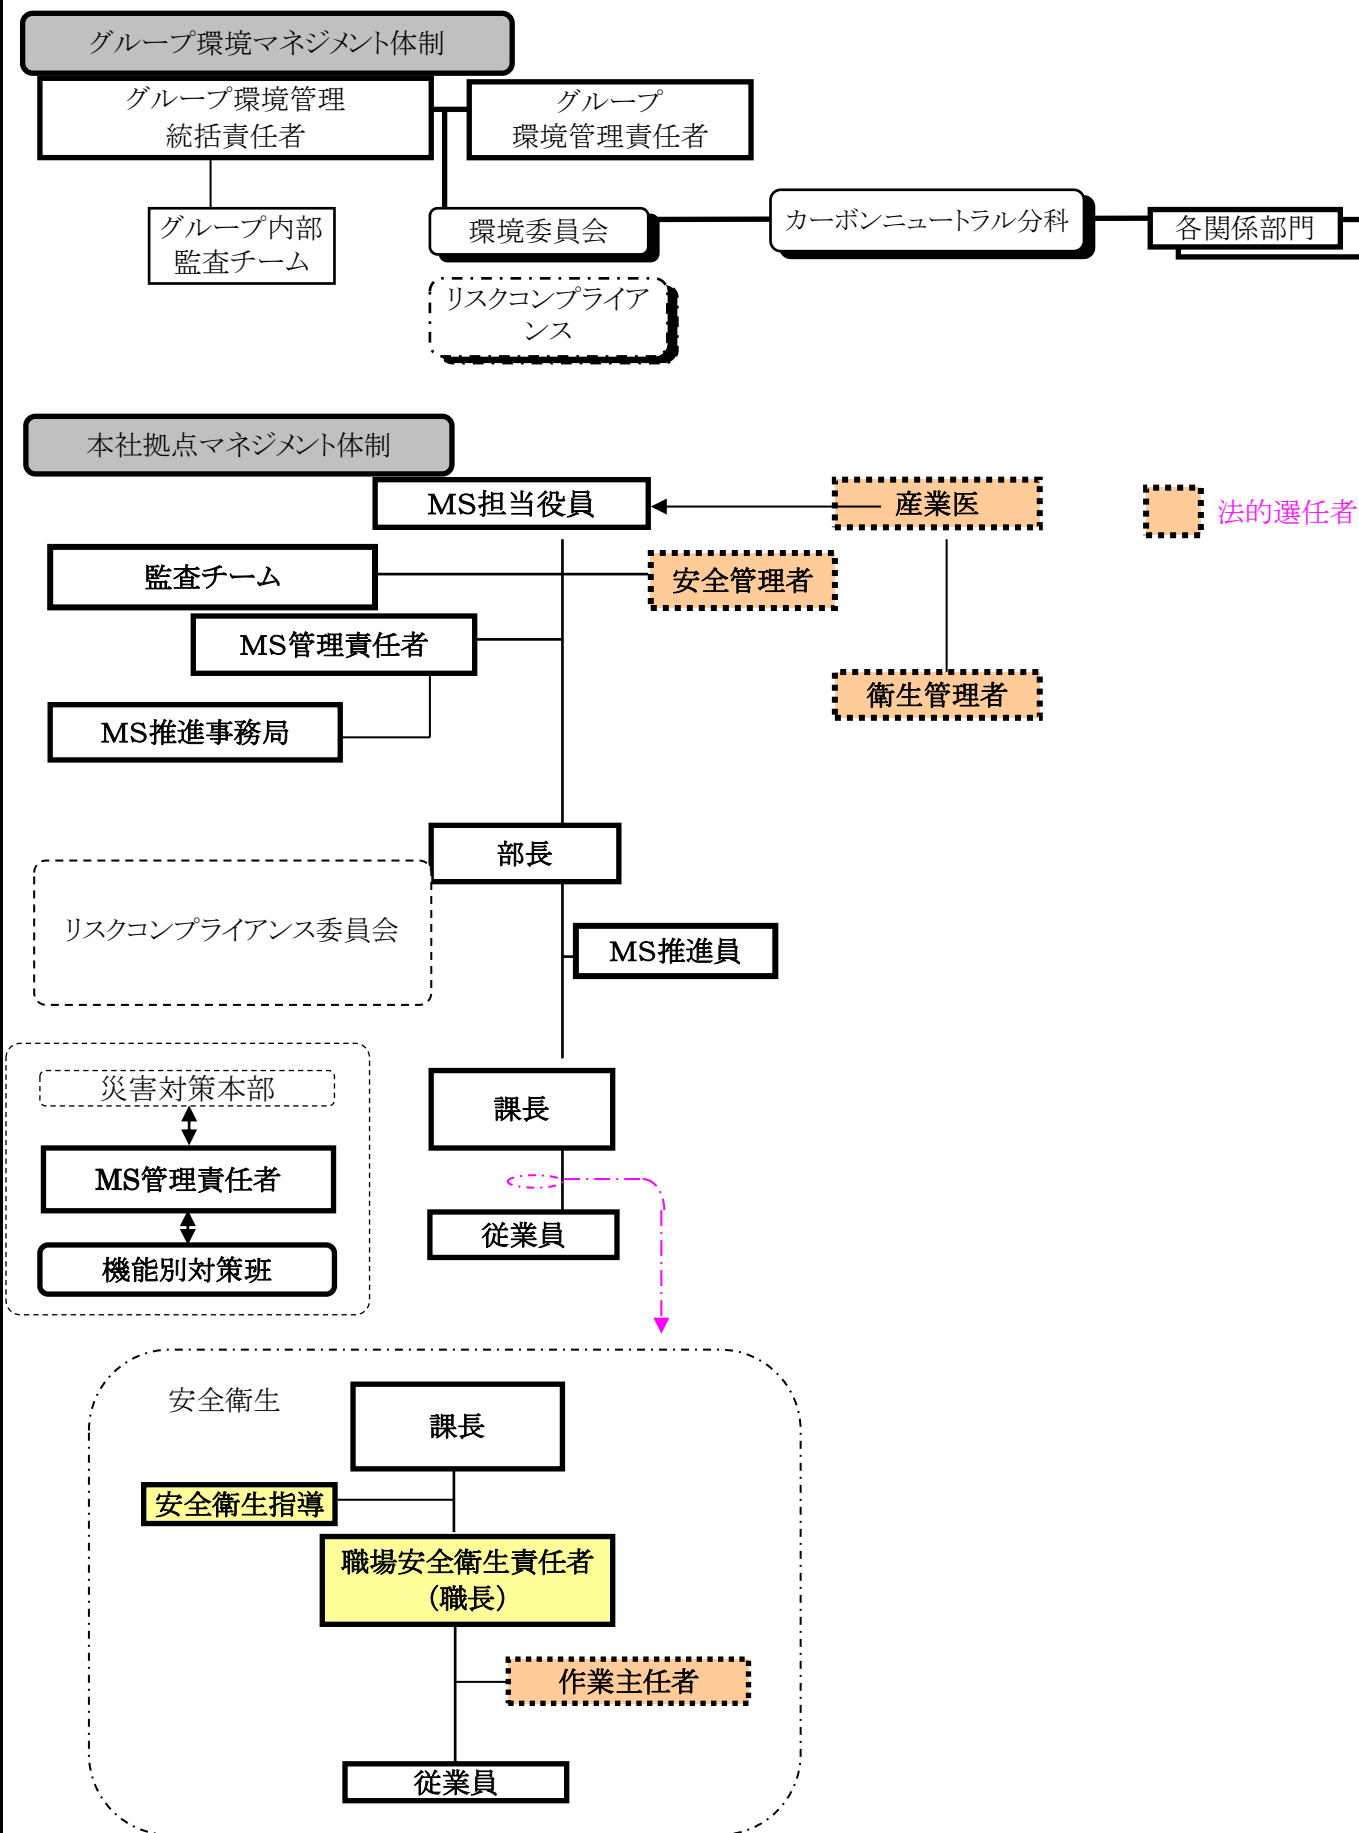 グループ環境マネジメント体制
グループ環境管理
統括責任者
グループ
環境管理責任者
グループ内部
監査チーム
環境委員会
カーボンニュートラル分科
各関係部門
リスクコンプライア
ンス
本社拠点マネジメント体制
MS担当役員
産業医
法的選任者
監査チーム
安全管理者
MS管理責任者
衛生管理者
MS推進事務局
部長
リスクコンプライアンス委員会
MS推進員
災害対策本部
課長
MS管理責任者
従業員
機能別対策班
安全衛生
課長
安全衛生指導
職場安全衛生責任者
（職長）
作業主任者
従業員